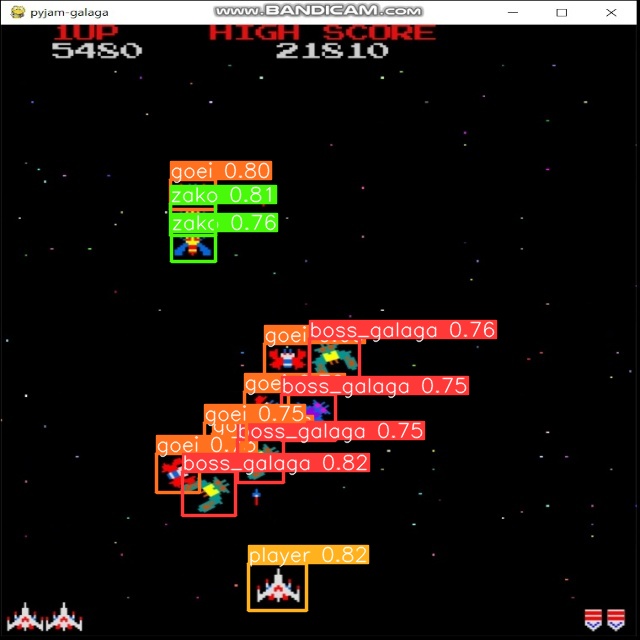 pyjam-galaga
www.BANDICAM.com
1UP HIGH SCORE
5480 21810
goei 0.80
zako 0.81
zako 0.76
goei
boss_galaga 0.76
goe
boss_galaga 0.75
goei 0.75
boss_galaga 0.75
goei 0.
boss_galaga 0.82
player 0.82